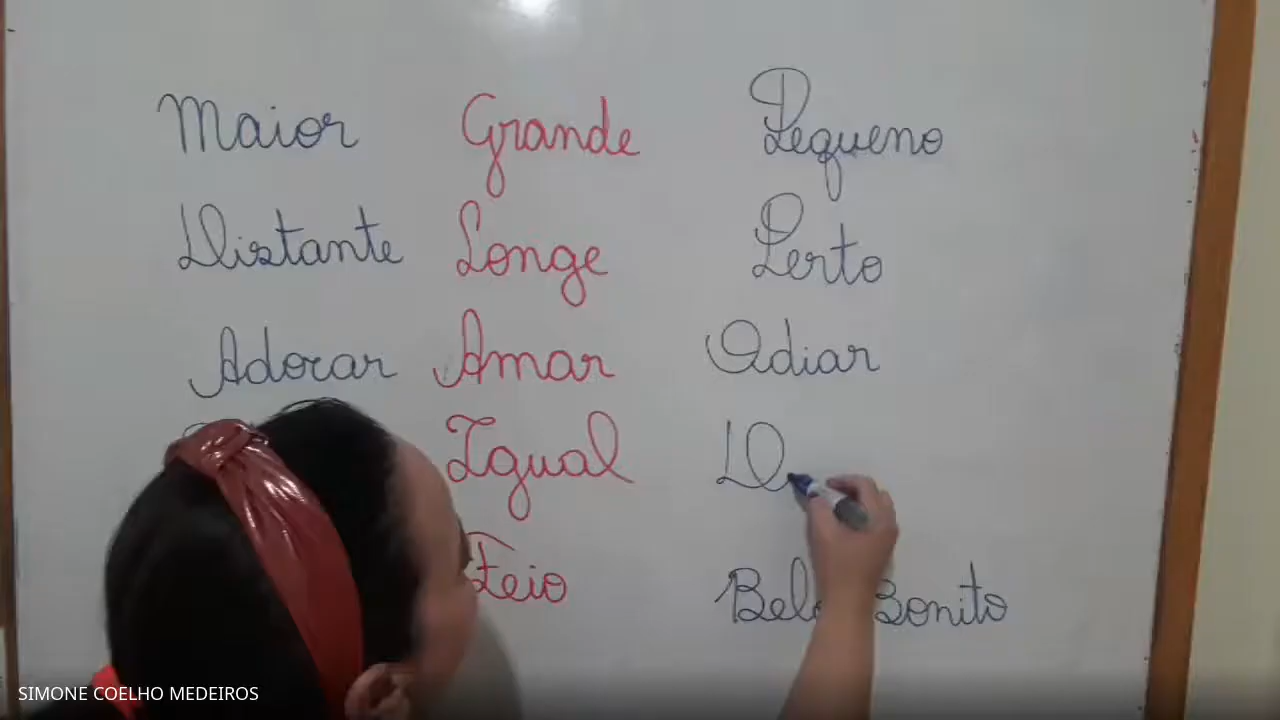 Maior Grande Pequeno
Distante Longe Perto
Adorar Amar Odiar
Igual D
Feio Belo Bonito
SIMONE COELHO MEDEIROS